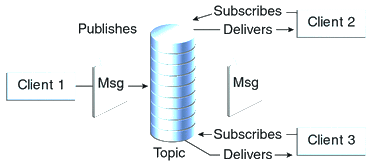 Subscribes
Publishes
Delivers
Client 2
Client 1
Msg
Msg
Subscribes
Client 3
Topic
Delivers